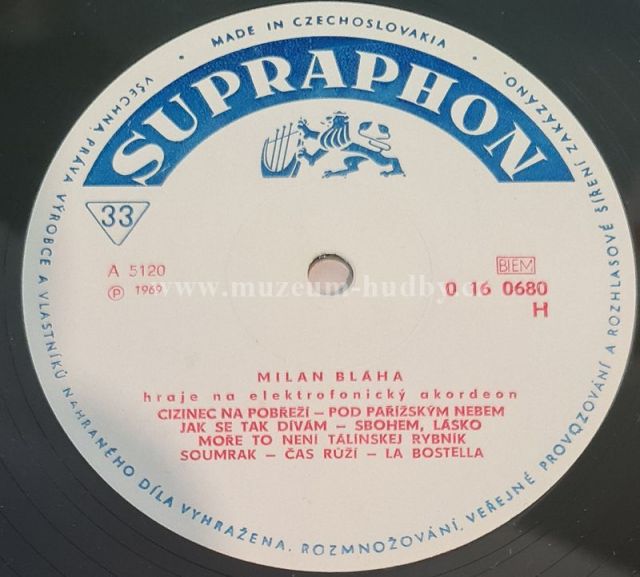 MADE IN CZECHOSLOVAKIA
SUPRAPHON
33
A 5120
Ⓟ 1969
BIEM
0 16 0680
H
www.muzeum-hudby.c
MILAN BLÁHA
hraje na elektrofonický akordeon
CIZINEC NA POBŘEŽÍ – POD PAŘÍŽSKÝM NEBEM
JAK SE TAK DÍVÁM – SBOHEM, LÁSKO
MOŘE TO NENÍ TÁLÍNSKEJ RYBNÍK
SOUMRAK – ČAS RŮŽÍ – LA BOSTELLA
VŠECHNA PRÁVA VÝROBCE A VLASTNÍKŮ NAHRANÉHO DÍLA VYHRAŽENA. ROZMNOŽOVÁNÍ, VEŘEJNÉ PROVOZOVÁNÍ A ROZHLASOVÉ ŠÍŘENÍ ZAKÁZÁNO.